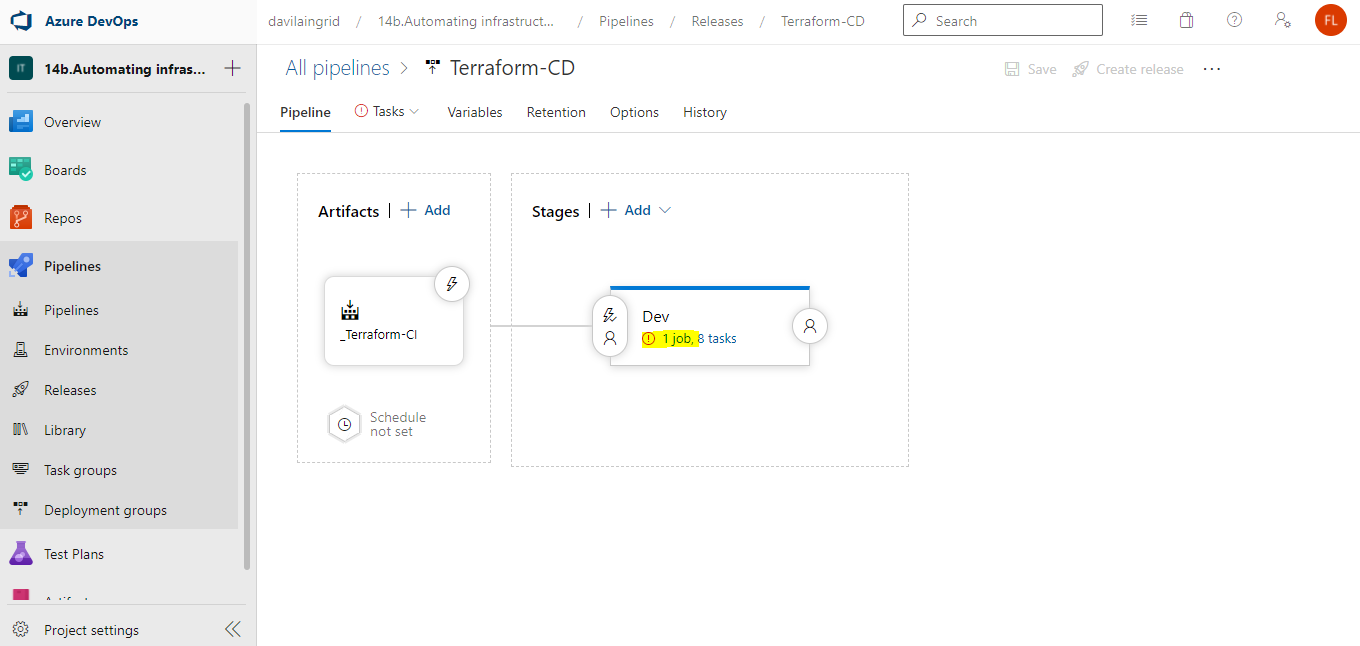 Azure DevOps
davilaingrid / 14b.Automating infrastruct... / Pipelines / Releases / Terraform-CD
Search
FL
IT
14b.Automating infras...
All pipelines > Terraform-CD
Save
Create release
Pipeline
Tasks
Variables
Retention
Options
History
Overview
Boards
Repos
Pipelines
Pipelines
Environments
Releases
Library
Task groups
Deployment groups
Test Plans
Project settings
Artifacts
Add
_Terraform-CI
Schedule
not set
Stages
Add
Dev
1 job, 8 tasks